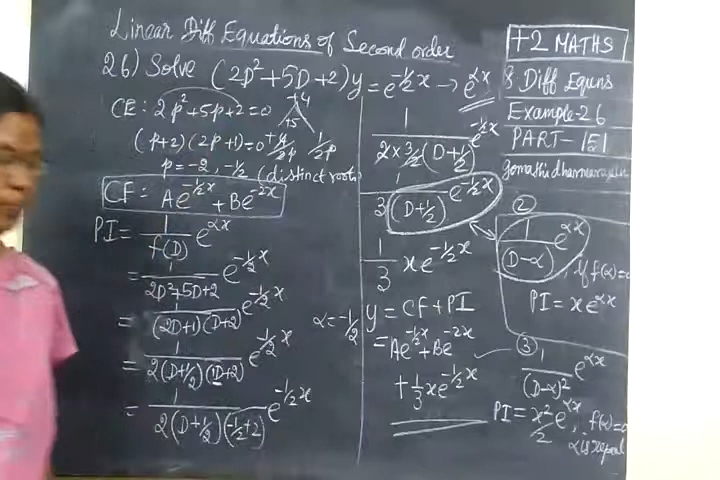 Linear Diff Equations of Second order
26) Solve (2D²+5D+2)y = e^{-½x} → e^{αx}
CE: 2p²+5p+2=0
+4
+5
(p+2)(2p+1)=0
1/2p
p = -2, -½ (distinct roots)
CF: Ae^{-½x} + Be^{-2x}
PI = 1/f(D) e^{αx}
= 1/(2D²+5D+2) e^{-½x}
= 1/((2D+1)(D+2)) e^{-½x}
α = -½
= 1/(2(D+½)(D+2)) e^{-½x}
= 1/(2(D+½)(-½+2)) e^{-½x}
1/(2×3/2(D+½)) e^{-½x}
1/(3(D+½)) e^{-½x}
1/3 x e^{-½x}
y = CF + PI
= Ae^{-½x} + Be^{-2x}
+ 1/3 x e^{-½x}
+2 MATHS
Diff Equns
Example-26
PART-151
②
1/(D-α) e^{αx}, if f(α)=0
PI = x e^{αx}
③
1/(D-α)² e^{αx}
PI = x²/2 e^{αx}, f(α)=0
α is